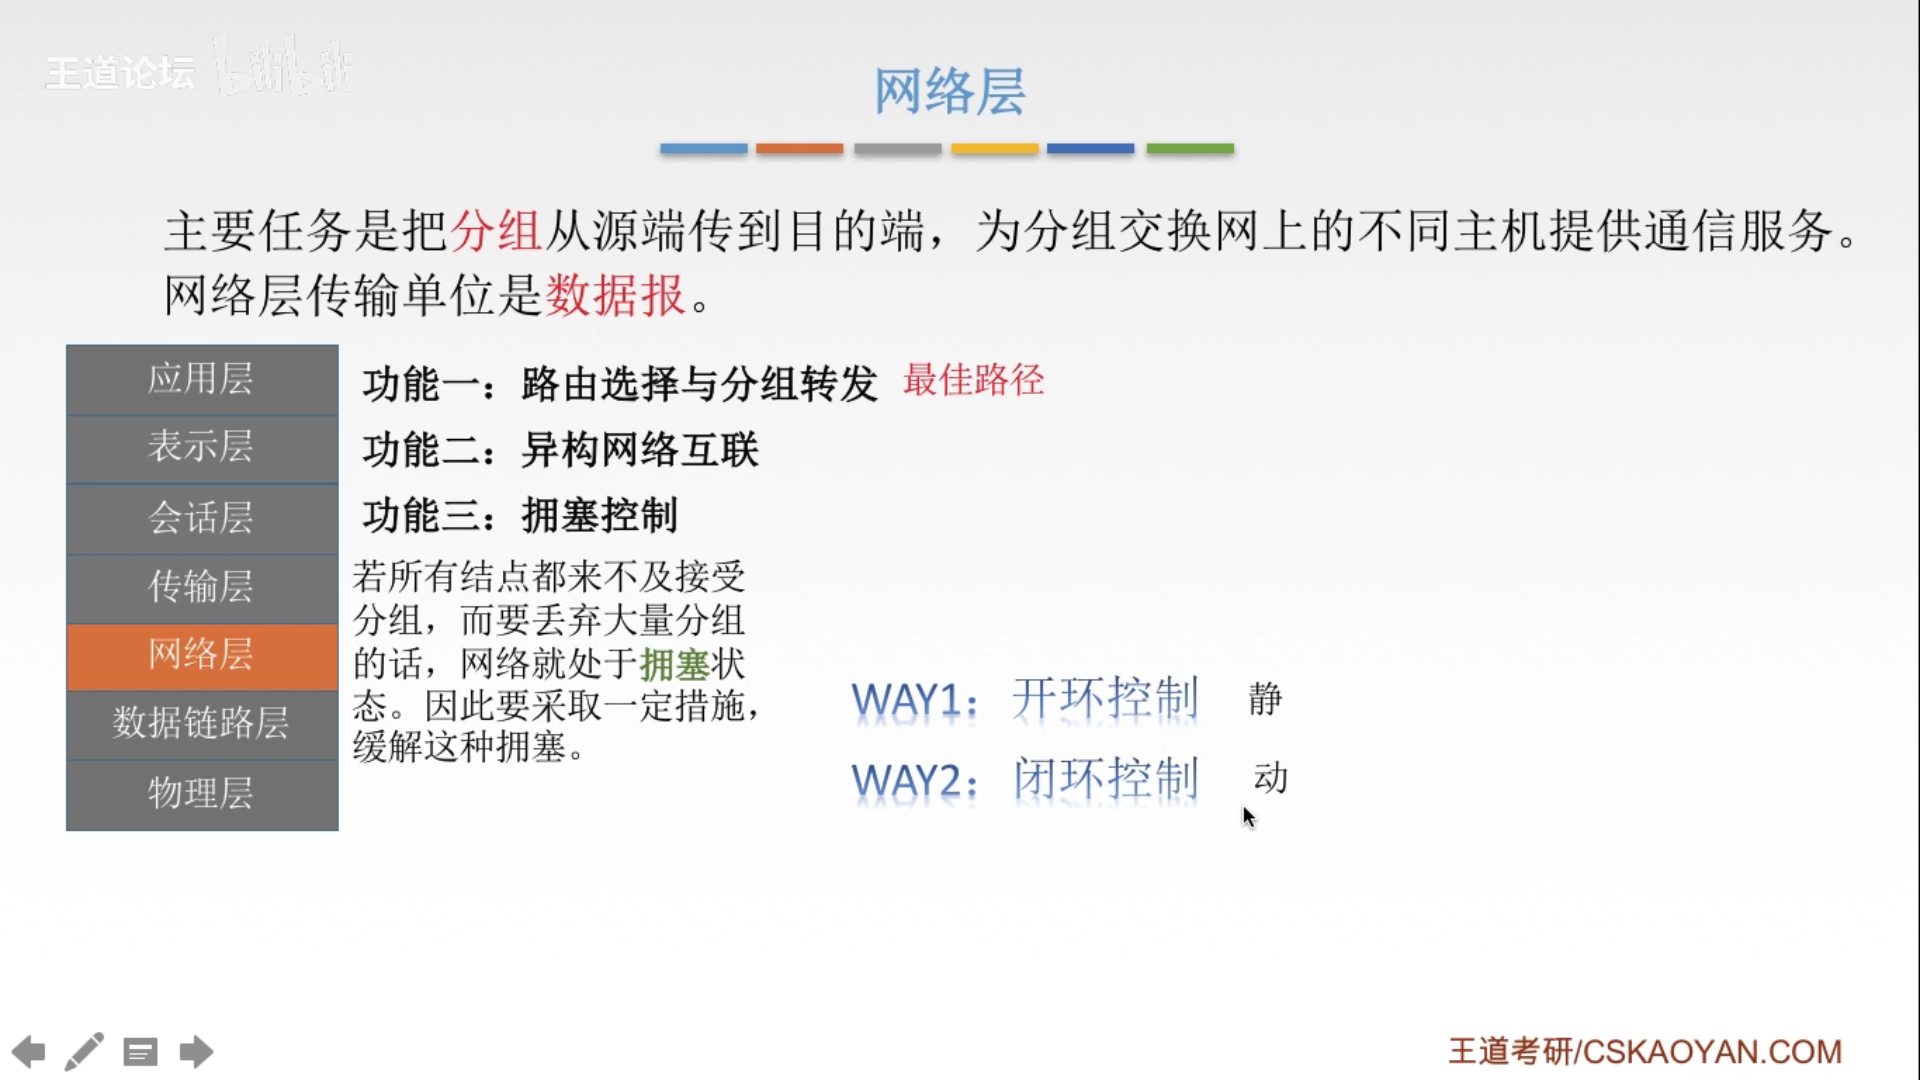 王道论坛 bilibili
网络层
主要任务是把分组从源端传到目的端，为分组交换网上的不同主机提供通信服务。
网络层传输单位是数据报。
应用层
表示层
会话层
传输层
网络层
数据链路层
物理层
功能一：路由选择与分组转发 最佳路径
功能二：异构网络互联
功能三：拥塞控制
若所有结点都来不及接受
分组，而要丢弃大量分组
的话，网络就处于拥塞状
态。因此要采取一定措施，
缓解这种拥塞。
WAY1：开环控制 静
WAY2：闭环控制 动
王道考研/CSKAOYAN.COM